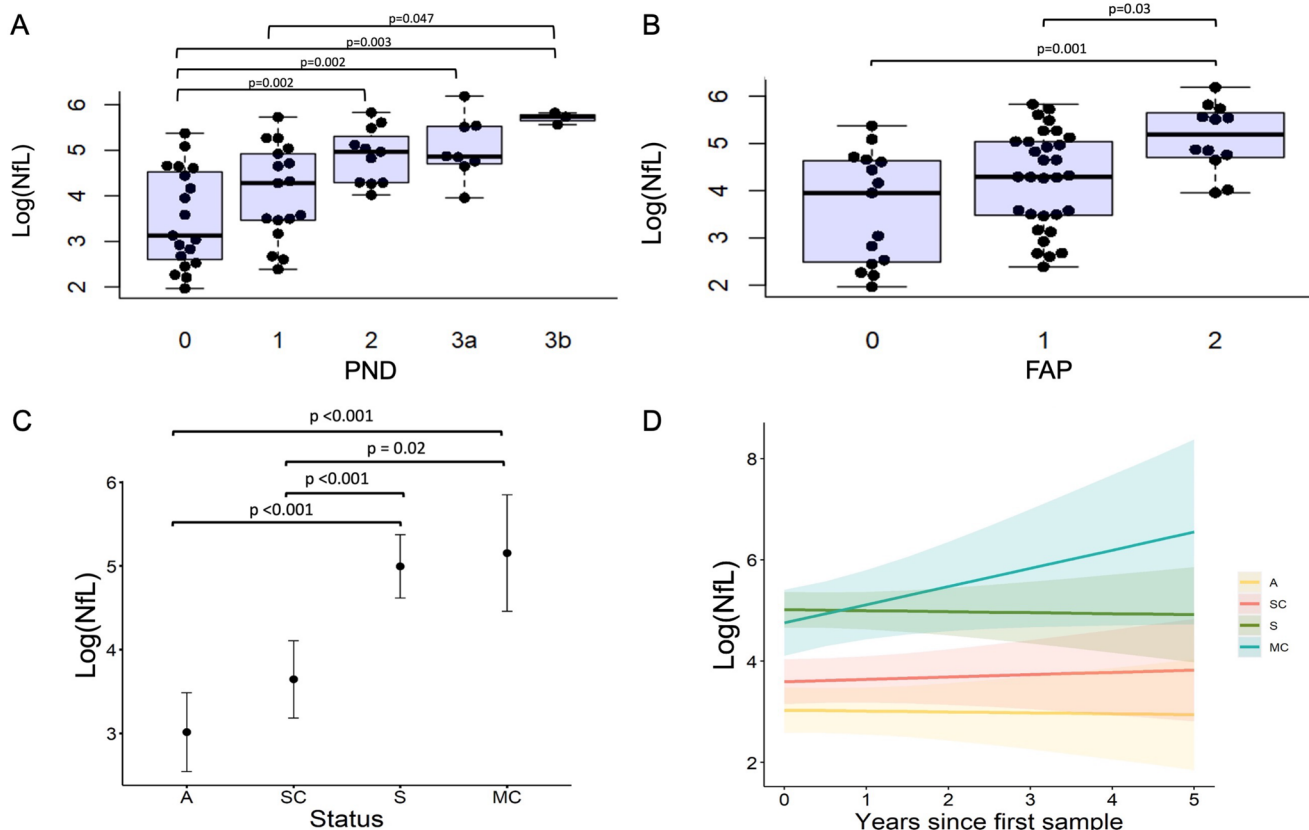 A
p=0.047
p=0.003
p=0.002
p=0.002
Log(NfL)
6
5
4
3
2
0 1 2 3a 3b
PND
B
p=0.03
p=0.001
Log(NfL)
6
5
4
3
2
0 1 2
FAP
C
p <0.001
p = 0.02
p <0.001
p <0.001
Log(NfL)
6
5
4
3
A SC S MC
Status
D
Log(NfL)
8
6
4
2
0 1 2 3 4 5
Years since first sample
A
SC
S
MC